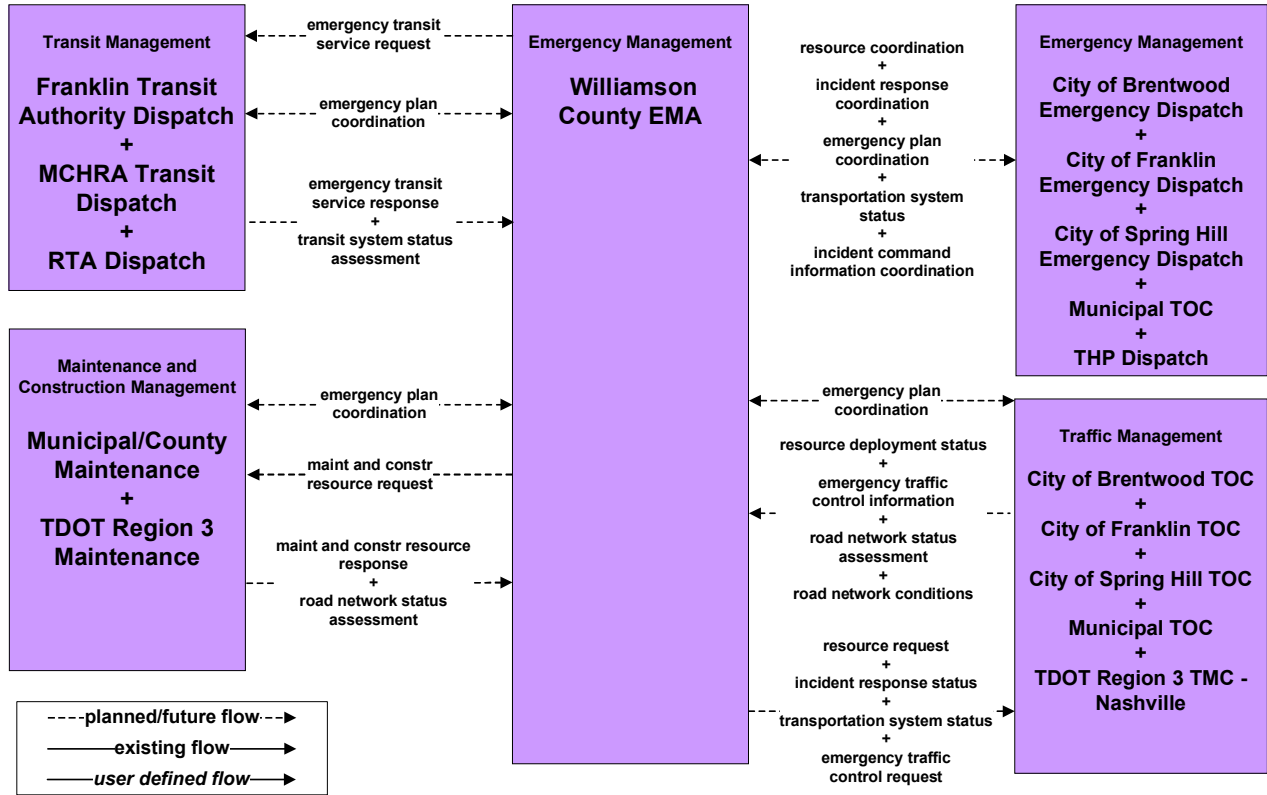 Transit Management
Franklin Transit
Authority Dispatch
+
MCHRA Transit
Dispatch
+
RTA Dispatch
emergency transit
service request
emergency plan
coordination
emergency transit
service response
+
transit system status
assessment
Maintenance and
Construction Management
Municipal/County
Maintenance
+
TDOT Region 3
Maintenance
emergency plan
coordination
maint and constr
resource request
maint and constr resource
response
+
road network status
assessment
Emergency Management
Williamson
County EMA
resource coordination
+
incident response
coordination
+
emergency plan
coordination
+
transportation system
status
+
incident command
information coordination
Emergency Management
City of Brentwood
Emergency Dispatch
+
City of Franklin
Emergency Dispatch
+
City of Spring Hill
Emergency Dispatch
+
Municipal TOC
+
THP Dispatch
emergency plan
coordination
resource deployment status
+
emergency traffic
control information
+
road network status
assessment
+
road network conditions
resource request
+
incident response status
+
transportation system status
+
emergency traffic
control request
Traffic Management
City of Brentwood TOC
+
City of Franklin TOC
+
City of Spring Hill TOC
+
Municipal TOC
+
TDOT Region 3 TMC -
Nashville
planned/future flow
existing flow
user defined flow